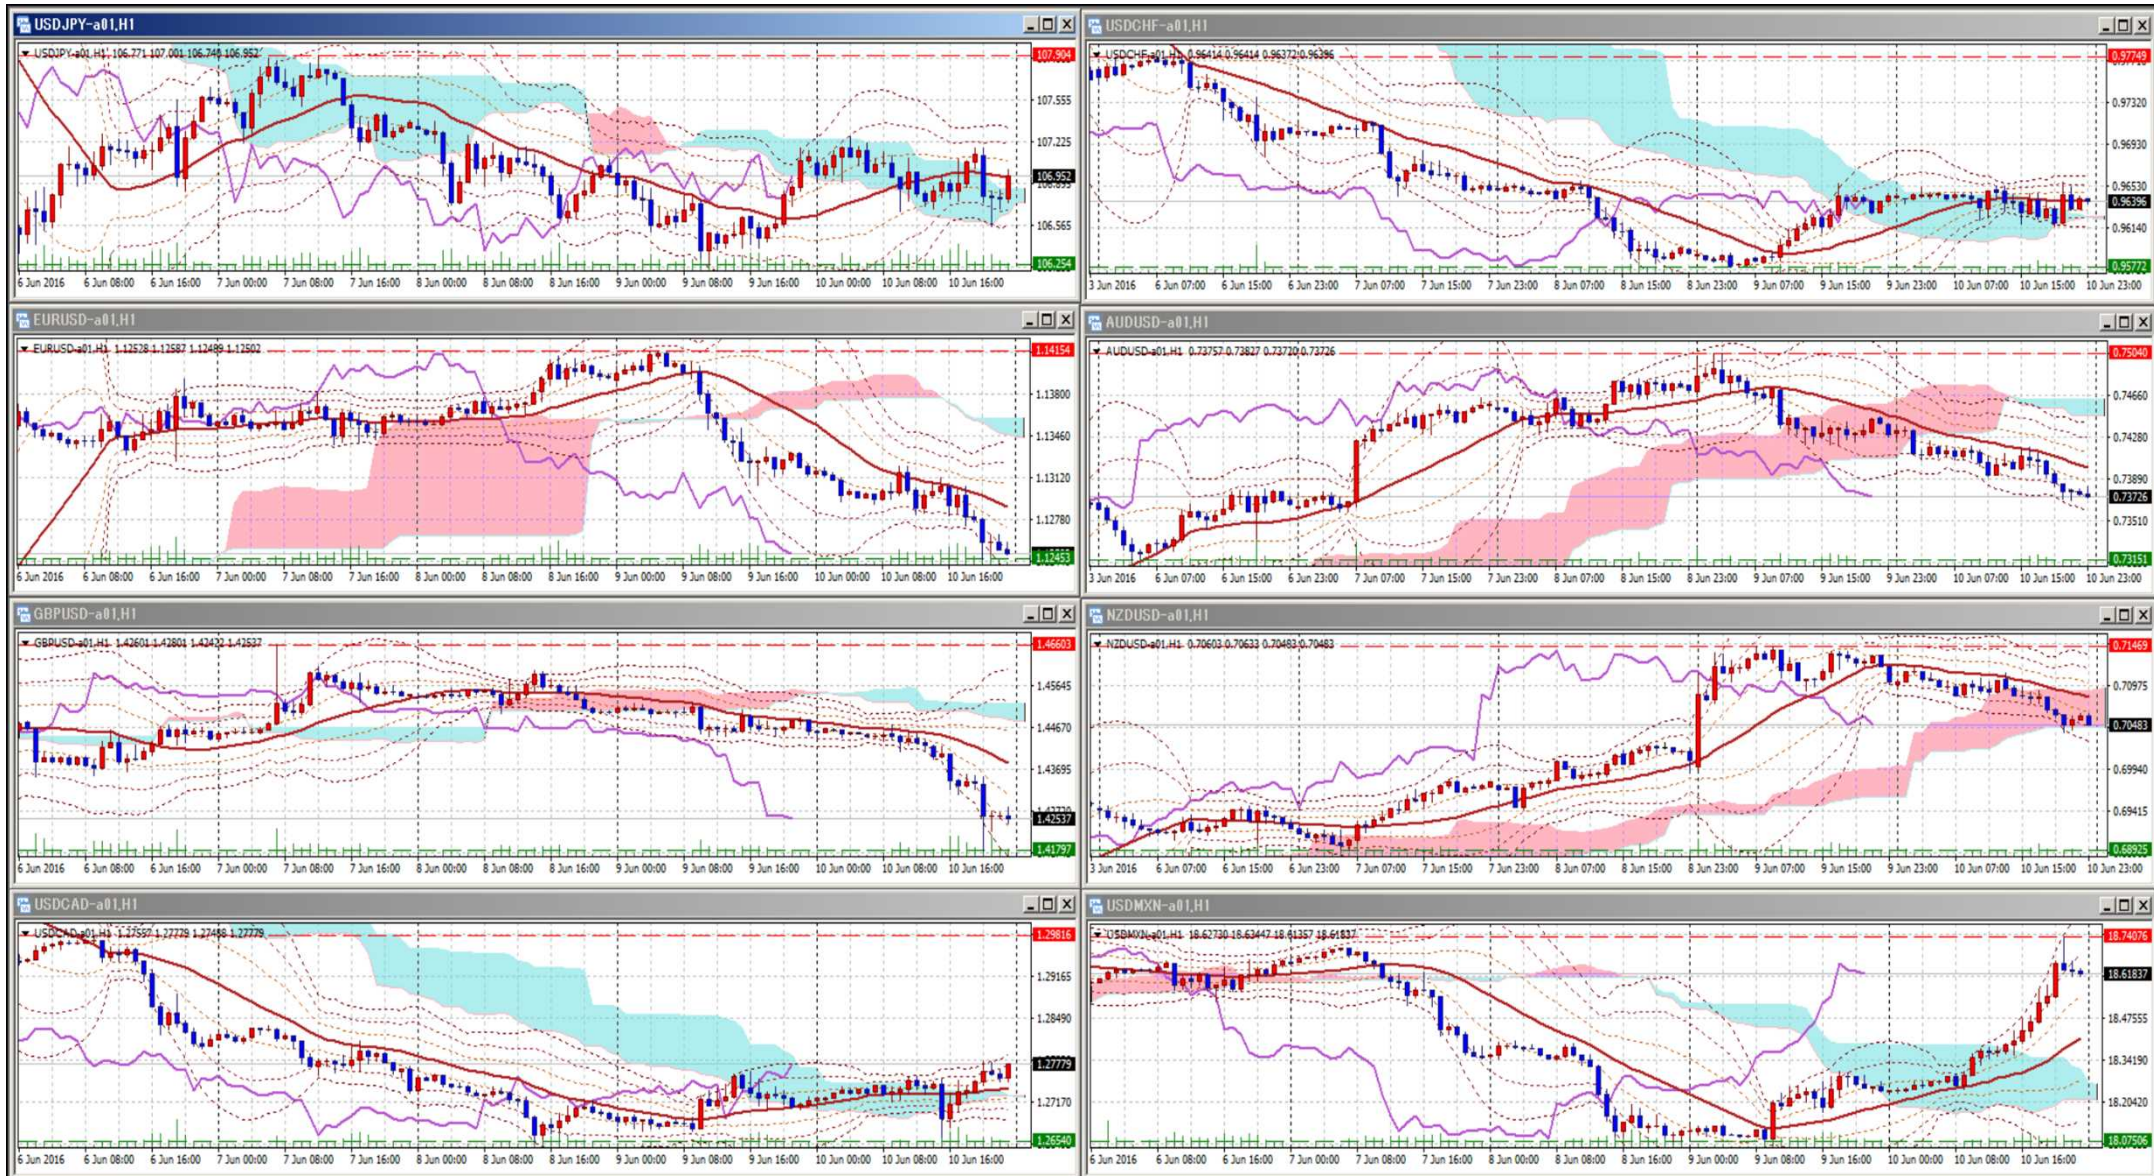 USDJPY-a01,H1
USDJPY-a01,H1 106.771 107.001 106.740 106.952
107.904
107.555
107.225
106.952
106.565
106.254
6 Jun 2016 6 Jun 08:00 6 Jun 16:00 7 Jun 00:00 7 Jun 08:00 7 Jun 16:00 8 Jun 00:00 8 Jun 08:00 8 Jun 16:00 9 Jun 00:00 9 Jun 08:00 9 Jun 16:00 10 Jun 00:00 10 Jun 08:00 10 Jun 16:00
USDCHF-a01,H1
USDCHF-a01,H1 0.96414 0.96414 0.96372 0.96396
0.97749
0.97320
0.96930
0.96530
0.96396
0.96140
0.95772
3 Jun 2016 6 Jun 07:00 6 Jun 15:00 6 Jun 23:00 7 Jun 07:00 7 Jun 15:00 7 Jun 23:00 8 Jun 07:00 8 Jun 15:00 8 Jun 23:00 9 Jun 07:00 9 Jun 15:00 9 Jun 23:00 10 Jun 07:00 10 Jun 15:00 10 Jun 23:00
EURUSD-a01,H1
EURUSD-a01,H1 1.12528 1.12587 1.12489 1.12502
1.14154
1.13800
1.13460
1.13120
1.12780
1.12453
6 Jun 2016 6 Jun 08:00 6 Jun 16:00 7 Jun 00:00 7 Jun 08:00 7 Jun 16:00 8 Jun 00:00 8 Jun 08:00 8 Jun 16:00 9 Jun 00:00 9 Jun 08:00 9 Jun 16:00 10 Jun 00:00 10 Jun 08:00 10 Jun 16:00
AUDUSD-a01,H1
AUDUSD-a01,H1 0.73757 0.73827 0.73720 0.73726
0.75040
0.74660
0.74280
0.73890
0.73726
0.73510
0.73151
3 Jun 2016 6 Jun 07:00 6 Jun 15:00 6 Jun 23:00 7 Jun 07:00 7 Jun 15:00 7 Jun 23:00 8 Jun 07:00 8 Jun 15:00 8 Jun 23:00 9 Jun 07:00 9 Jun 15:00 9 Jun 23:00 10 Jun 07:00 10 Jun 15:00 10 Jun 23:00
GBPUSD-a01,H1
GBPUSD-a01,H1 1.42601 1.42801 1.42422 1.42537
1.46603
1.45645
1.44670
1.43695
1.42537
1.41797
6 Jun 2016 6 Jun 08:00 6 Jun 16:00 7 Jun 00:00 7 Jun 08:00 7 Jun 16:00 8 Jun 00:00 8 Jun 08:00 8 Jun 16:00 9 Jun 00:00 9 Jun 08:00 9 Jun 16:00 10 Jun 00:00 10 Jun 08:00 10 Jun 16:00
NZDUSD-a01,H1
NZDUSD-a01,H1 0.70603 0.70633 0.70483 0.70483
0.71469
0.70975
0.70483
0.69940
0.69415
0.68925
3 Jun 2016 6 Jun 07:00 6 Jun 15:00 6 Jun 23:00 7 Jun 07:00 7 Jun 15:00 7 Jun 23:00 8 Jun 07:00 8 Jun 15:00 8 Jun 23:00 9 Jun 07:00 9 Jun 15:00 9 Jun 23:00 10 Jun 07:00 10 Jun 15:00 10 Jun 23:00
USDCAD-a01,H1
USDCAD-a01,H1 1.27557 1.27779 1.27488 1.27779
1.29816
1.29165
1.28490
1.27779
1.27170
1.26540
6 Jun 2016 6 Jun 08:00 6 Jun 16:00 7 Jun 00:00 7 Jun 08:00 7 Jun 16:00 8 Jun 00:00 8 Jun 08:00 8 Jun 16:00 9 Jun 00:00 9 Jun 08:00 9 Jun 16:00 10 Jun 00:00 10 Jun 08:00 10 Jun 16:00
USDMXN-a01,H1
USDMXN-a01,H1 18.62730 18.63447 18.61357 18.61837
18.74076
18.61837
18.47555
18.34190
18.20420
18.07506
6 Jun 2016 6 Jun 08:00 6 Jun 16:00 7 Jun 00:00 7 Jun 08:00 7 Jun 16:00 8 Jun 00:00 8 Jun 08:00 8 Jun 16:00 9 Jun 00:00 9 Jun 08:00 9 Jun 16:00 10 Jun 00:00 10 Jun 08:00 10 Jun 16:00